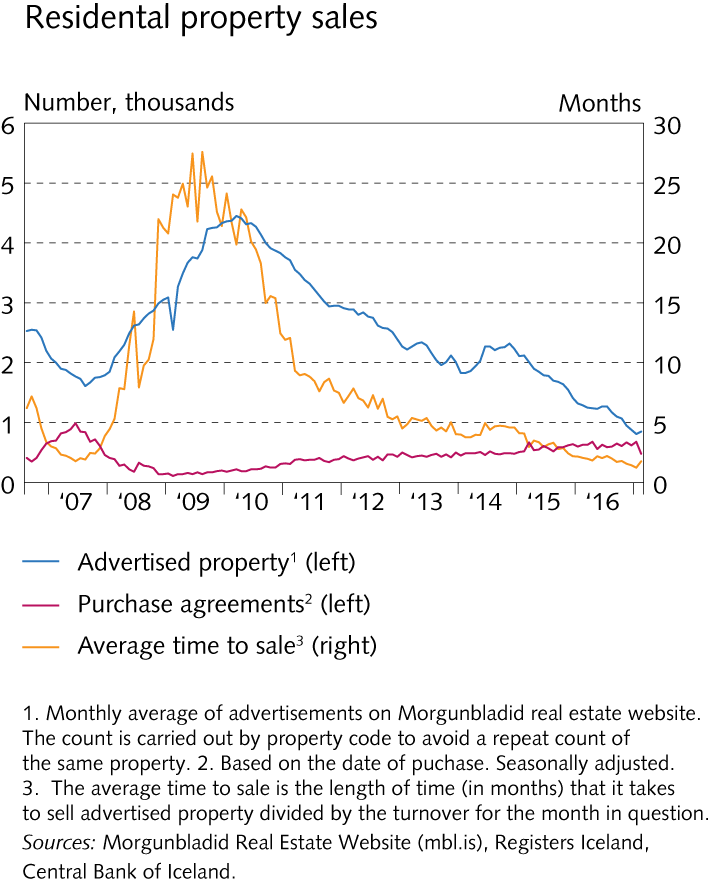 Residental property sales
Number, thousands Months
6 30
5 25
4 20
3 15
2 10
1 5
0 0
‘07 ‘08 ‘09 ‘10 ‘11 ‘12 ‘13 ‘14 ‘15 ‘16
Advertised property¹ (left)
Purchase agreements² (left)
Average time to sale³ (right)
1. Monthly average of advertisements on Morgunbladid real estate website.
The count is carried out by property code to avoid a repeat count of
the same property. 2. Based on the date of puchase. Seasonally adjusted.
3. The average time to sale is the length of time (in months) that it takes
to sell advertised property divided by the turnover for the month in question.
Sources: Morgunbladid Real Estate Website (mbl.is), Registers Iceland,
Central Bank of Iceland.